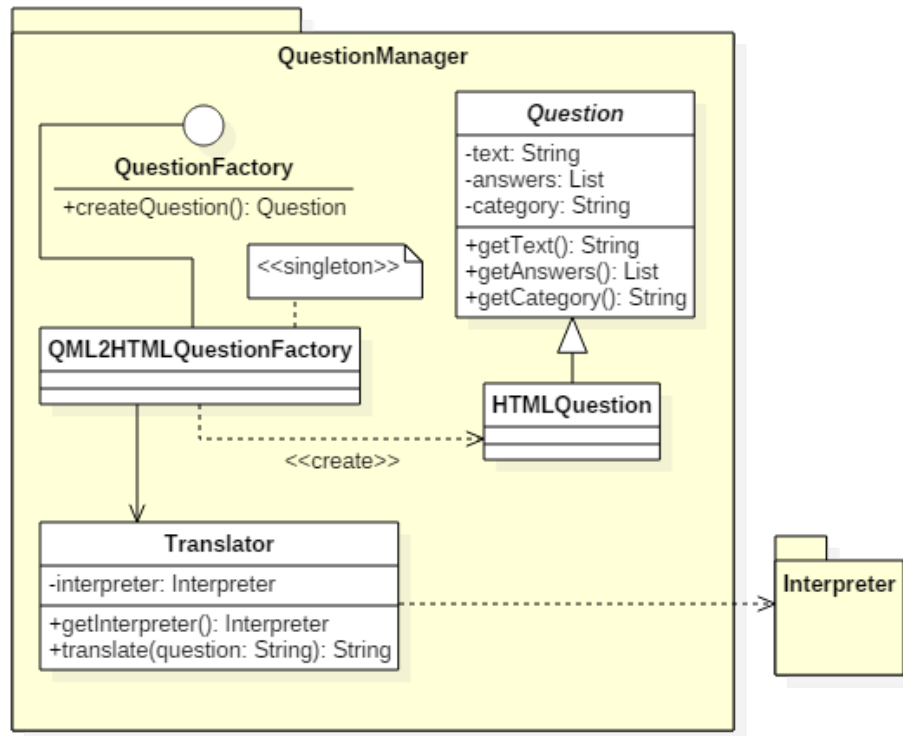 QuestionManager
QuestionFactory
+createQuestion(): Question
<<singleton>>
QML2HTMLQuestionFactory
Question
-text: String
-answers: List
-category: String
+getText(): String
+getAnswers(): List
+getCategory(): String
HTMLQuestion
<<create>>
Translator
-interpreter: Interpreter
+getInterpreter(): Interpreter
+translate(question: String): String
Interpreter